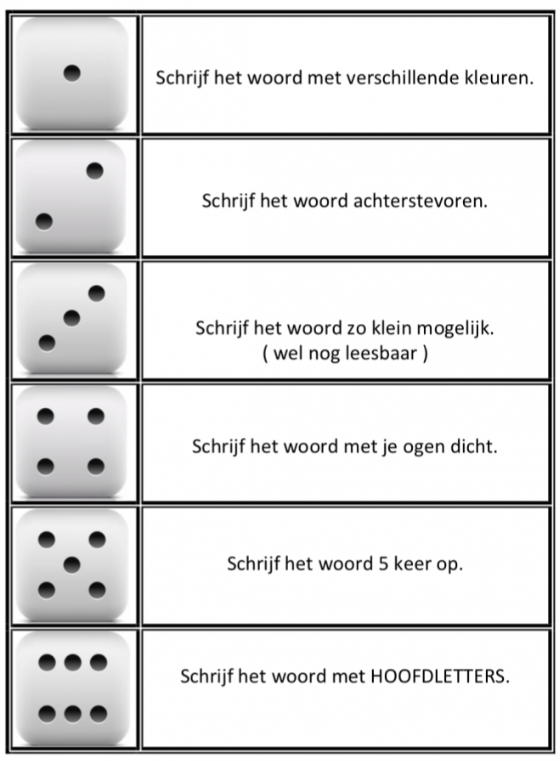 Schrijf het woord met verschillende kleuren.
Schrijf het woord achterstevoren.
Schrijf het woord zo klein mogelijk.
( wel nog leesbaar )
Schrijf het woord met je ogen dicht.
Schrijf het woord 5 keer op.
Schrijf het woord met HOOFDLETTERS.